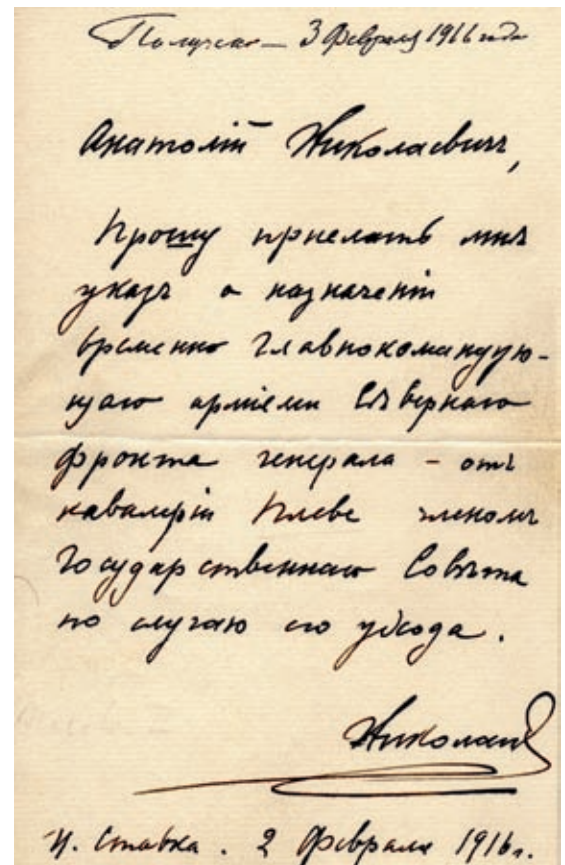 Получено — 3 февраля 1916 года
Анатолій Николаевичъ,
Прошу прислать мнѣ
указъ о назначеніи
временно главнокомандую-
щаго арміями Сѣвернаго
фронта генерала - отъ
кавалеріи Плеве членомъ
Государственнаго Совѣта
по случаю его ухода.
Николай
Ц. Ставка. 2 февраля 1916 г.